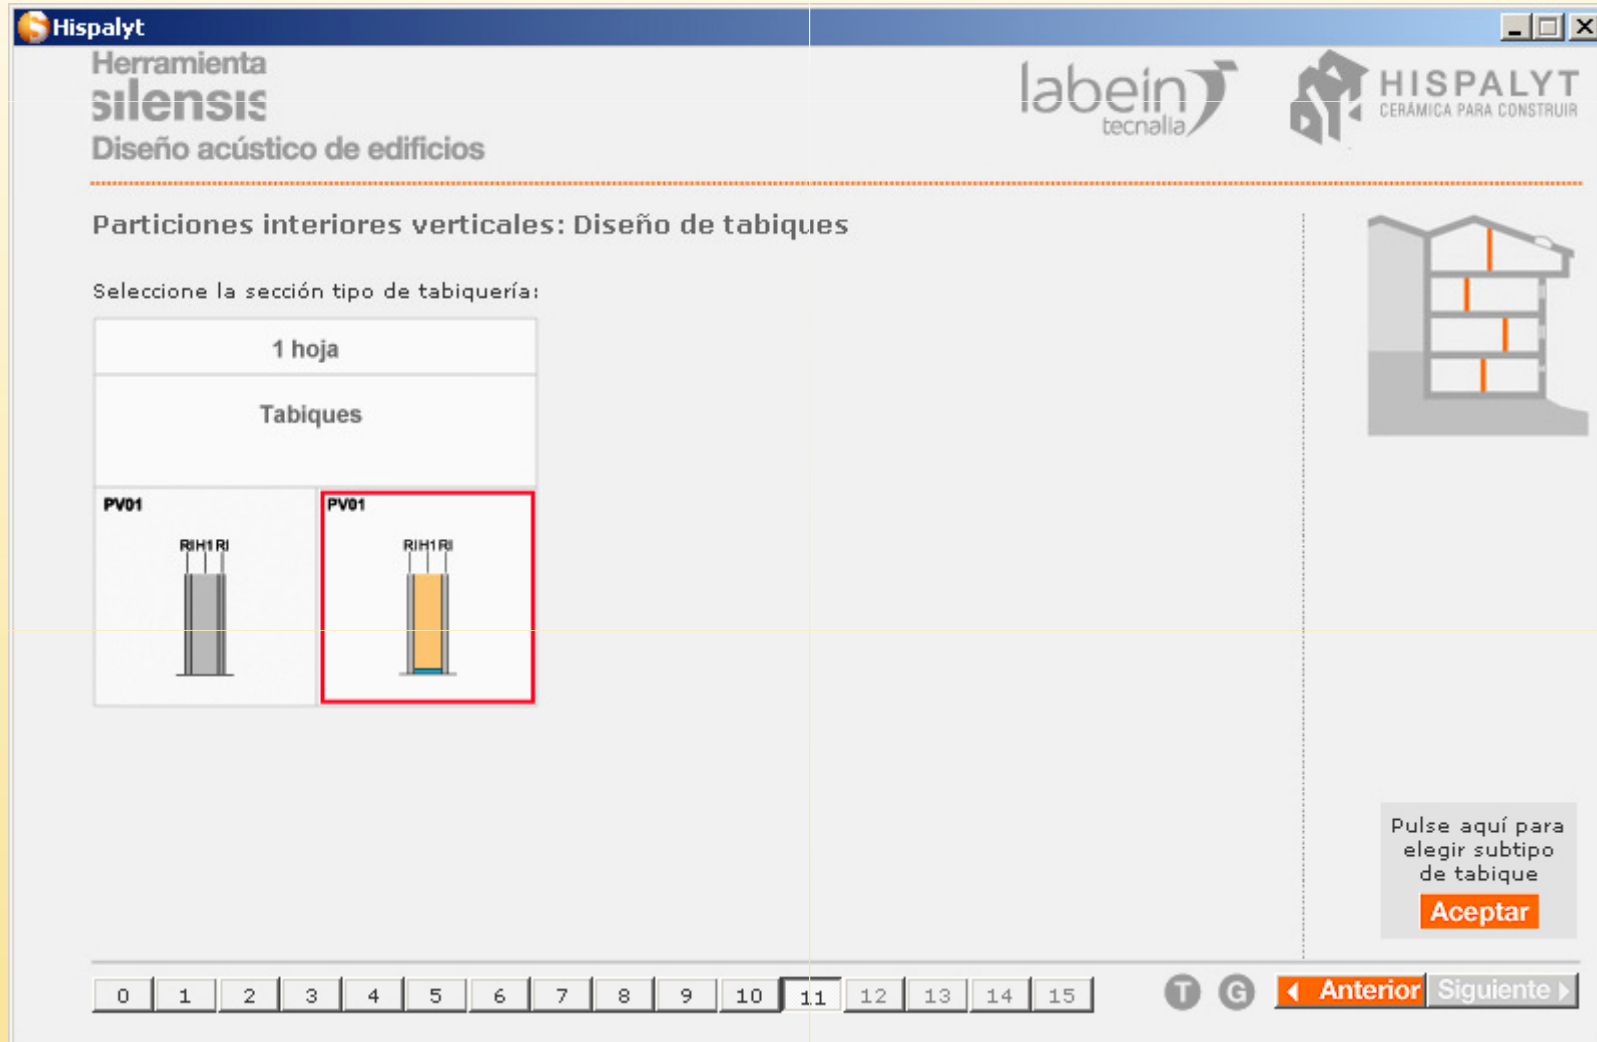 Hispalyt
Herramienta
silensis
Diseño acústico de edificios
labein
tecnalia
HISPALYT
CERÁMICA PARA CONSTRUIR
Particiones interiores verticales: Diseño de tabiques
Seleccione la sección tipo de tabiquería:
1 hoja
Tabiques
PV01
RI H1 RI
PV01
RI H1 RI
Pulse aquí para
elegir subtipo
de tabique
Aceptar
0 1 2 3 4 5 6 7 8 9 10 11 12 13 14 15 T G Anterior Siguiente